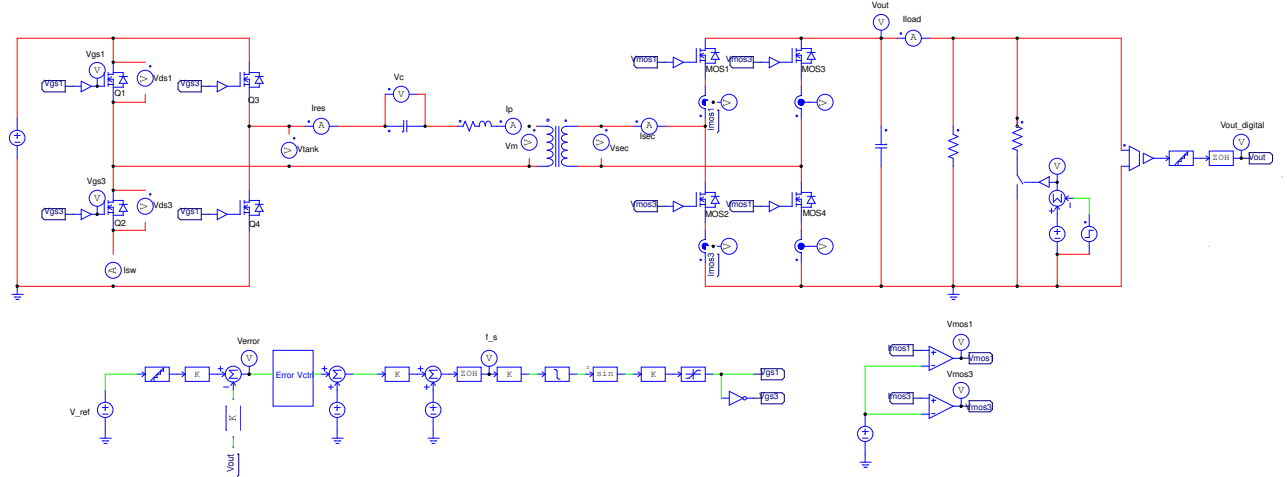 Vout
Iload
V
A
Vgs1
V
Vgs1
Vds1
V
Q1
Vgs3
Q3
Vmos1
MOS1
Vmos3
MOS3
V
V
Imos1
Vc
V
Ires
A
Ip
A
Vtank
V
Vm
V
Vsec
V
Isec
A
Vout_digital
V
ZOH
Vout
V
Vgs3
V
Vgs3
Vds3
V
Q2
Vgs1
Q4
Vmos3
MOS2
Vmos1
MOS4
V
V
Imos3
Isw
A
Verror
V
K
V_ref
K
Vout
Error Vctrl
K
f_s
V
ZOH
K
sin
K
Vgs1
Vgs3
Vmos1
V
Imos1
Vmos1
Vmos3
V
Imos3
Vmos3